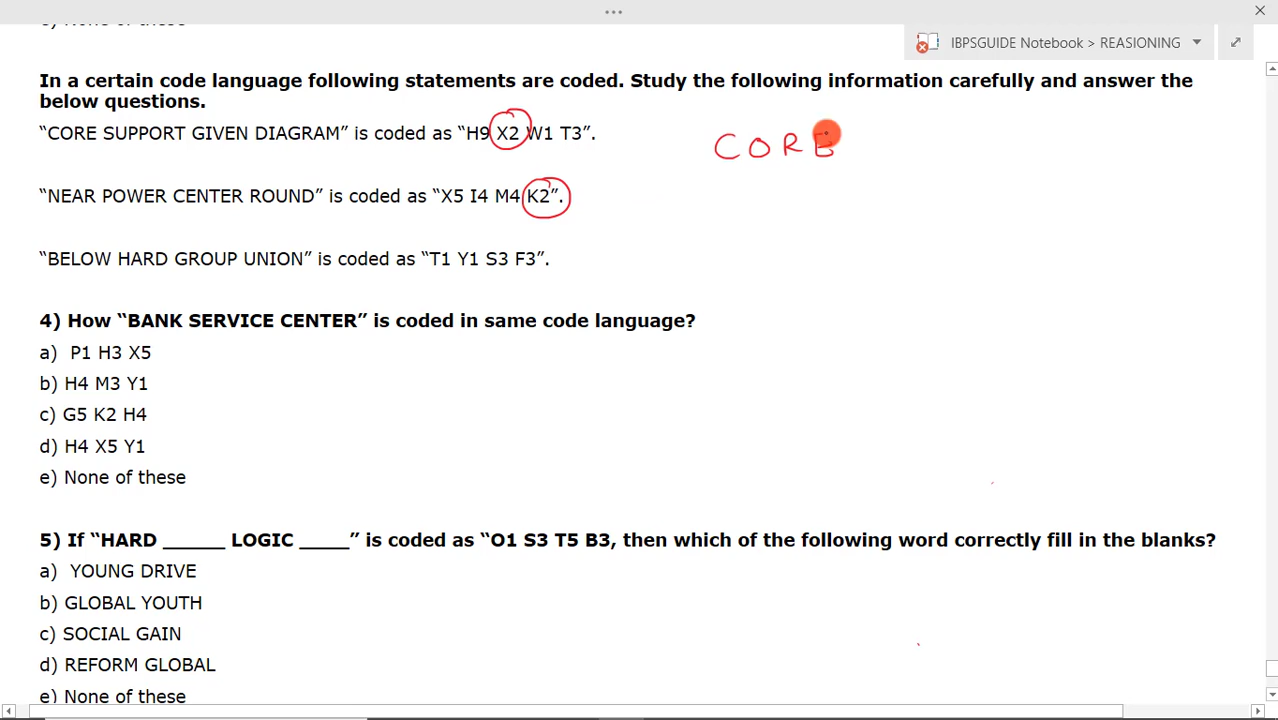 e) None of these
IBPSGUIDE Notebook > REASIONING
In a certain code language following statements are coded. Study the following information carefully and answer the
below questions.
“CORE SUPPORT GIVEN DIAGRAM” is coded as “H9 X2 W1 T3”.
C O R E
“NEAR POWER CENTER ROUND” is coded as “X5 I4 M4 K2”.
“BELOW HARD GROUP UNION” is coded as “T1 Y1 S3 F3”.
4) How “BANK SERVICE CENTER” is coded in same code language?
a) P1 H3 X5
b) H4 M3 Y1
c) G5 K2 H4
d) H4 X5 Y1
e) None of these
5) If “HARD ______ LOGIC ____” is coded as “O1 S3 T5 B3, then which of the following word correctly fill in the blanks?
a) YOUNG DRIVE
b) GLOBAL YOUTH
c) SOCIAL GAIN
d) REFORM GLOBAL
e) None of these